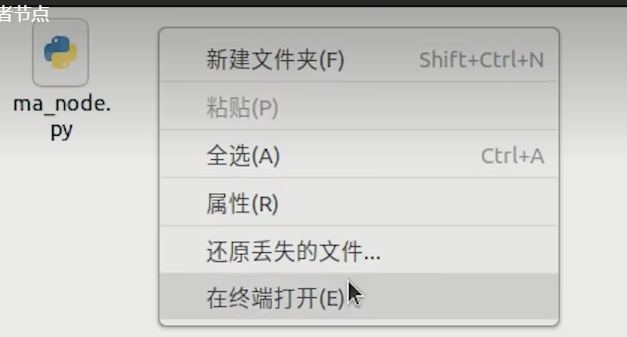 者节点
ma_node.
py
新建文件夹(F) Shift+Ctrl+N
粘贴(P)
全选(A) Ctrl+A
属性(R)
还原丢失的文件...
在终端打开(E)